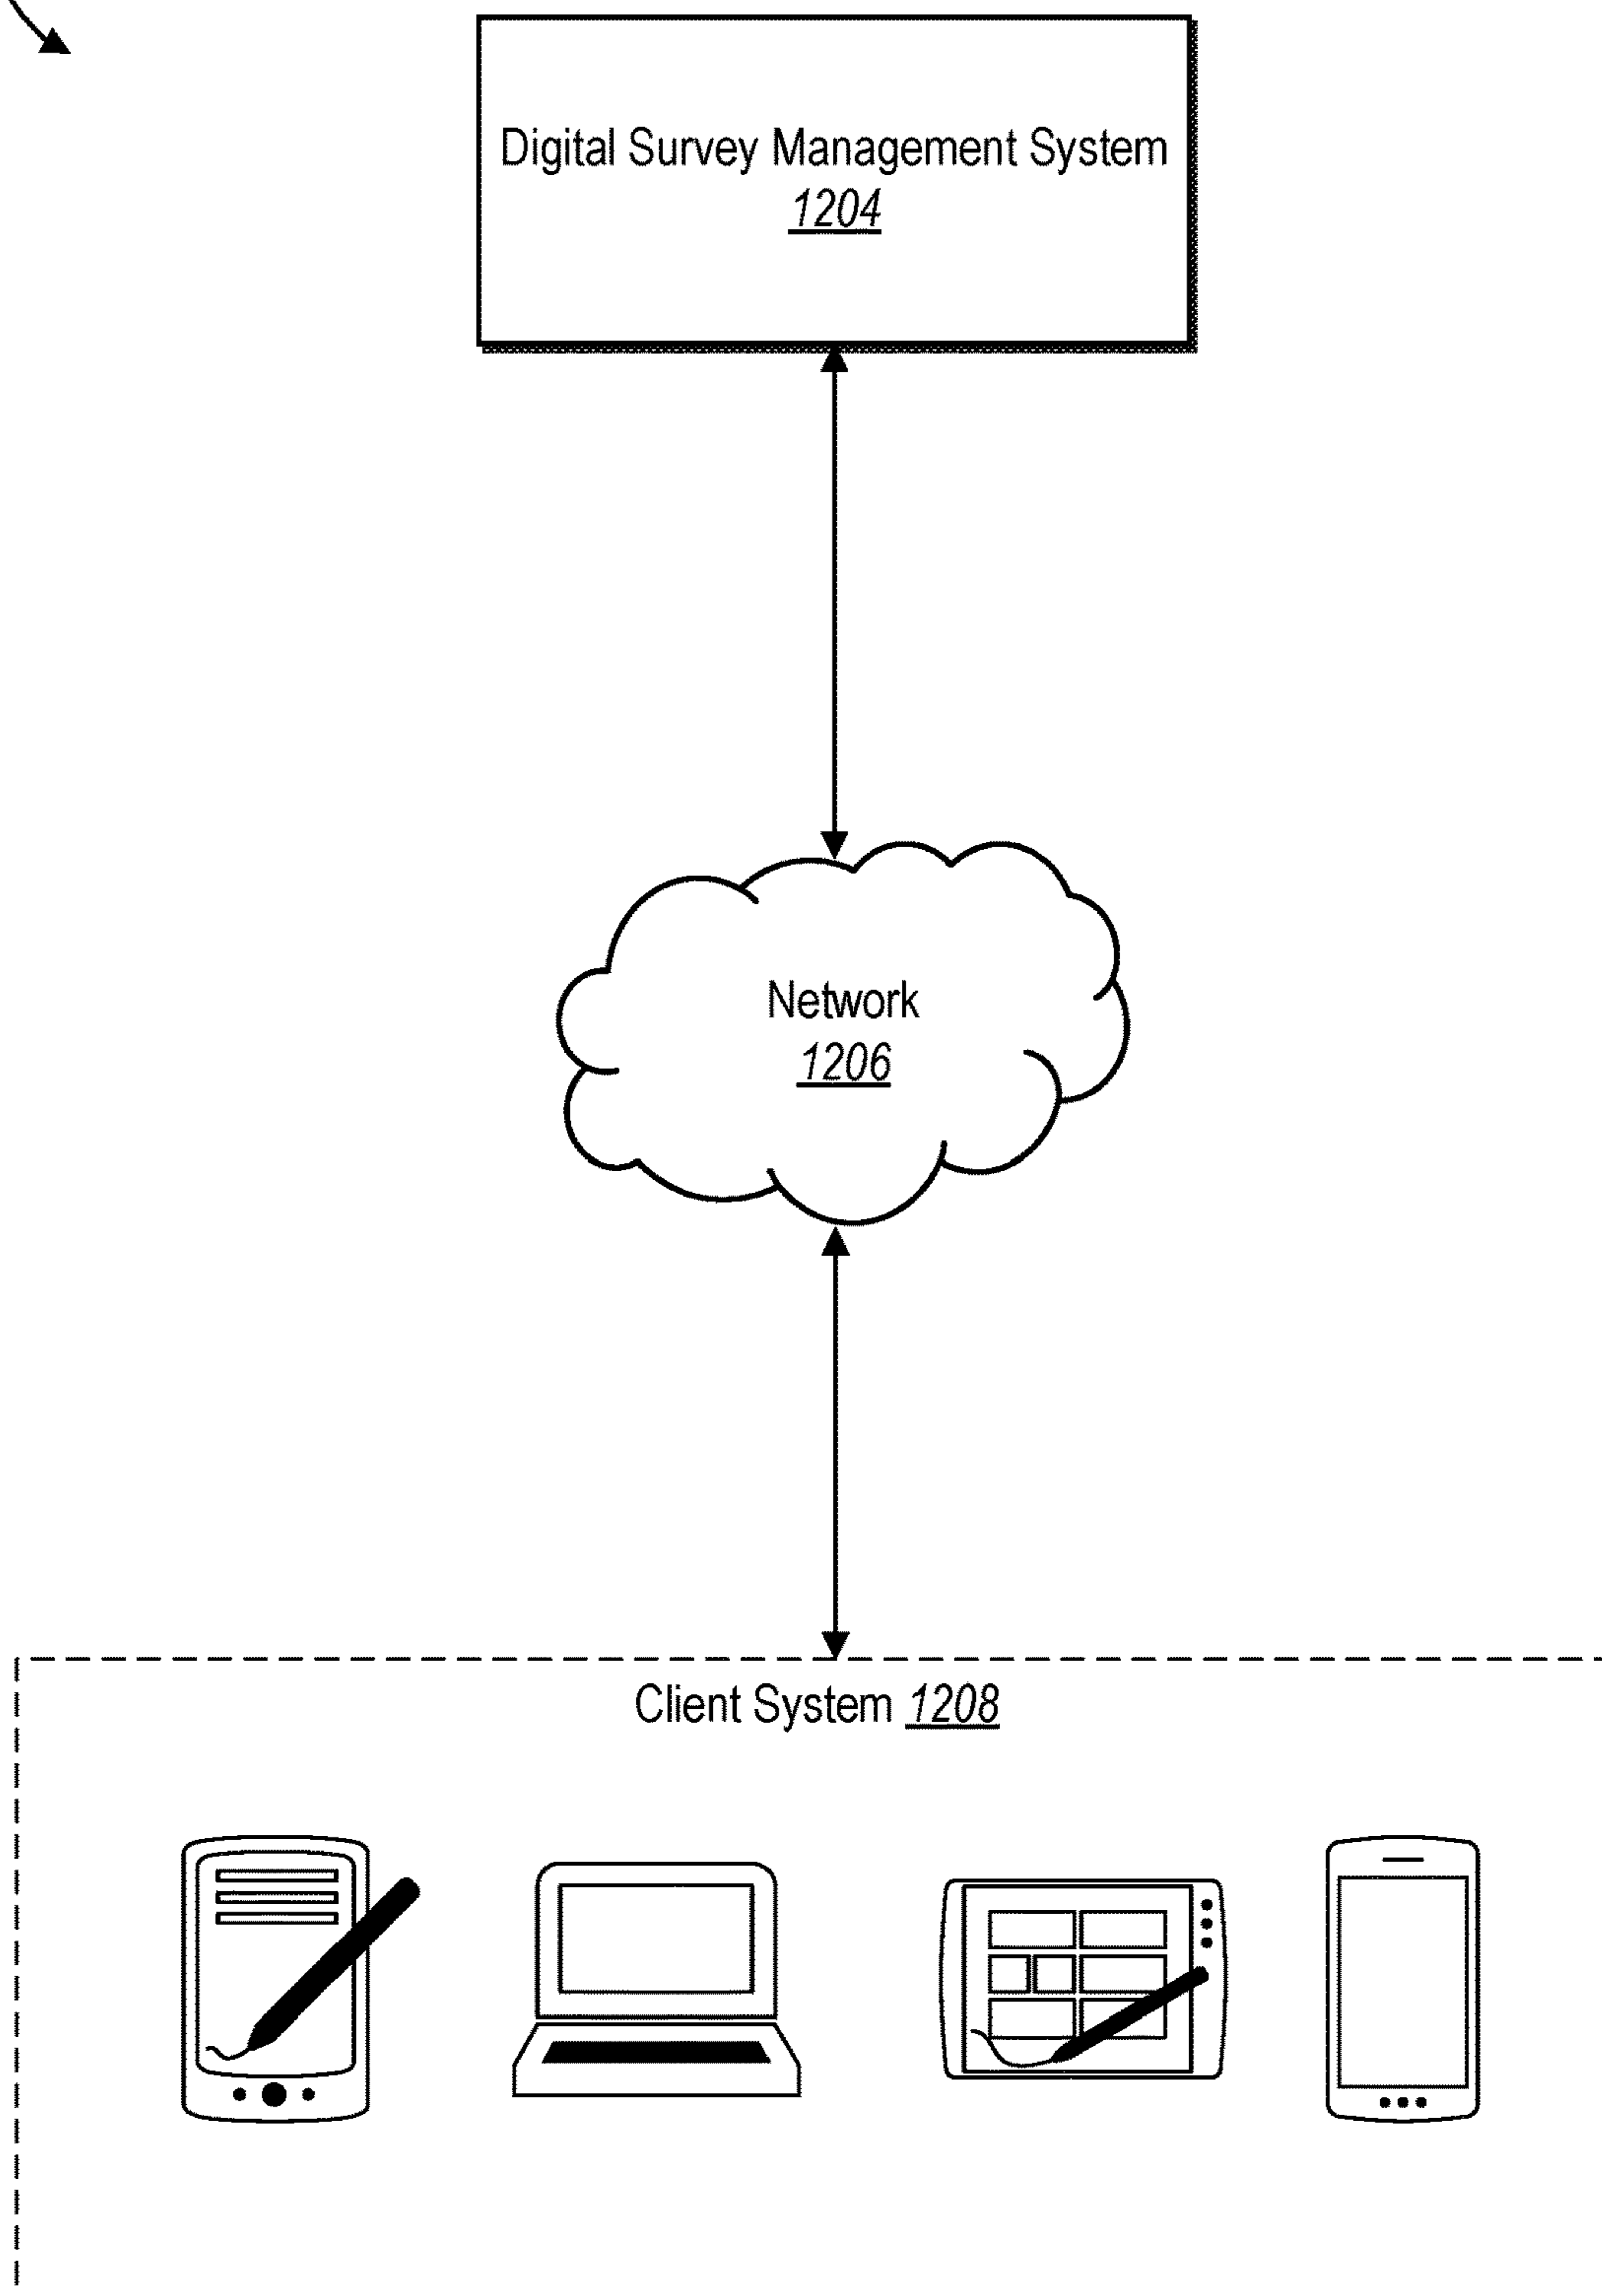 Digital Survey Management System
1204
Network
1206
Client System 1208